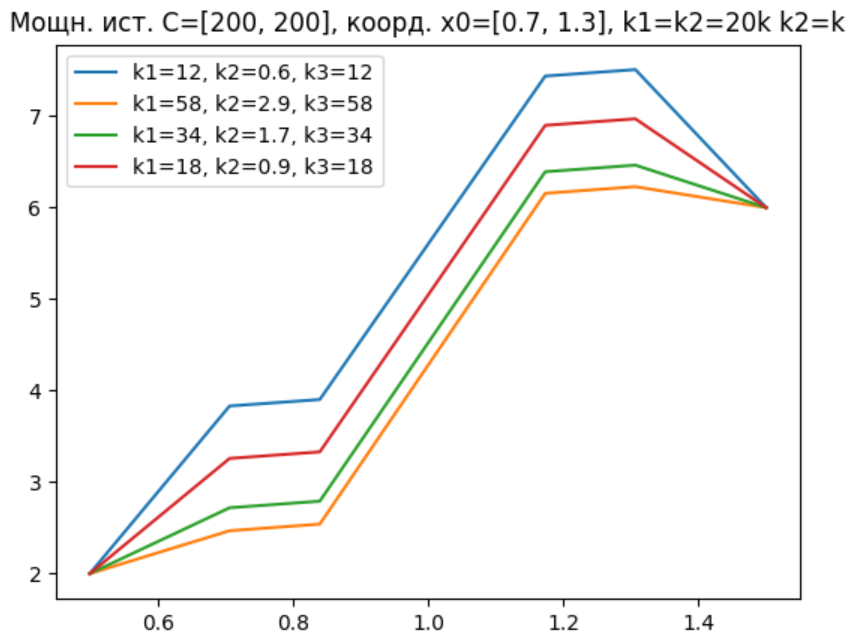 Мощн. ист. C=[200, 200], коорд. x0=[0.7, 1.3], k1=k2=20k k2=k
k1=12, k2=0.6, k3=12
k1=58, k2=2.9, k3=58
k1=34, k2=1.7, k3=34
k1=18, k2=0.9, k3=18
7
6
5
4
3
2
0.6 0.8 1.0 1.2 1.4